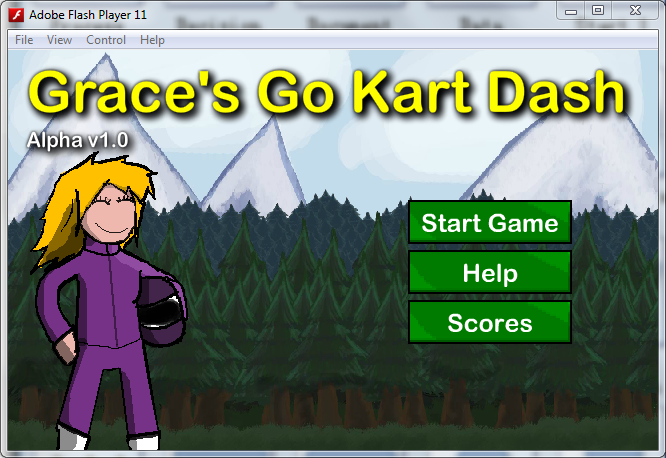 Adobe Flash Player 11
File View Control Help
Grace's Go Kart Dash
Alpha v1.0
Start Game
Help
Scores